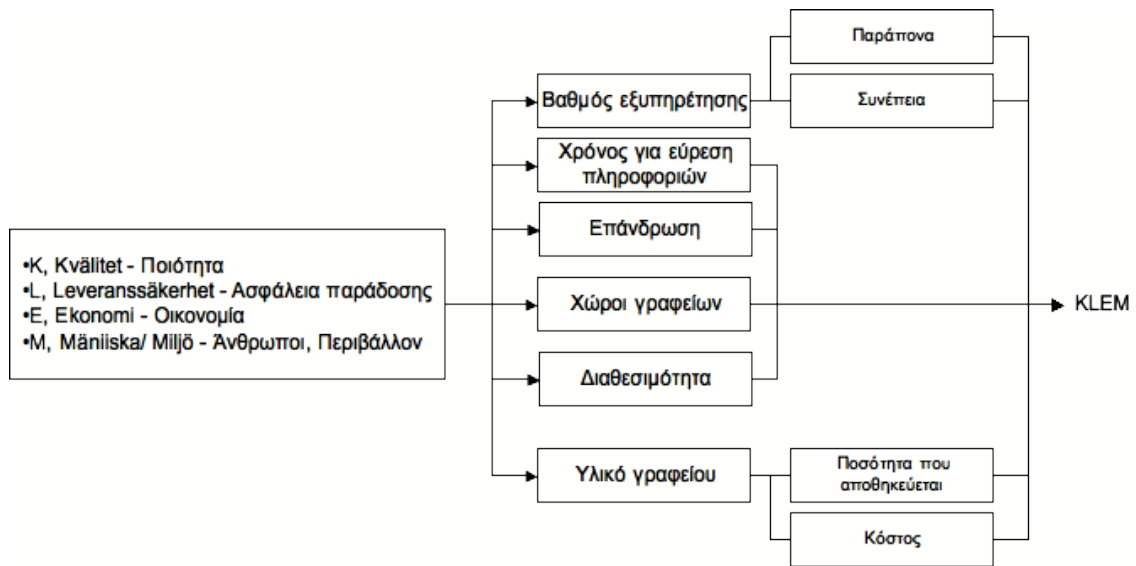 Παράπονα
Βαθμός εξυπηρέτησης
Συνέπεια
Χρόνος για εύρεση
πληροφοριών
Επάνδρωση
•K, Kvälitet - Ποιότητα
•L, Leveranssäkerhet - Ασφάλεια παράδοσης
•E, Ekonomi - Οικονομία
•M, Mäniiska/ Miljö - Άνθρωποι, Περιβάλλον
Χώροι γραφείων
KLEM
Διαθεσιμότητα
Υλικό γραφείου
Ποσότητα που
αποθηκεύεται
Κόστος